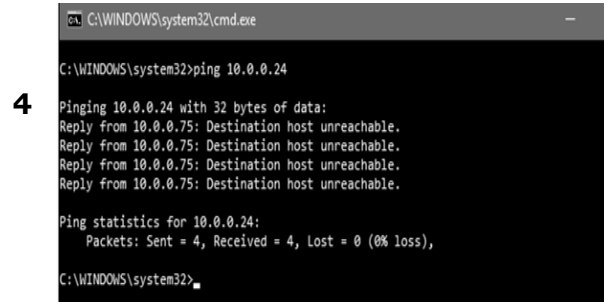 C:\WINDOWS\system32\cmd.exe
C:\WINDOWS\system32>ping 10.0.0.24
4
Pinging 10.0.0.24 with 32 bytes of data:
Reply from 10.0.0.75: Destination host unreachable.
Reply from 10.0.0.75: Destination host unreachable.
Reply from 10.0.0.75: Destination host unreachable.
Reply from 10.0.0.75: Destination host unreachable.
Ping statistics for 10.0.0.24:
Packets: Sent = 4, Received = 4, Lost = 0 (0% loss),
C:\WINDOWS\system32>